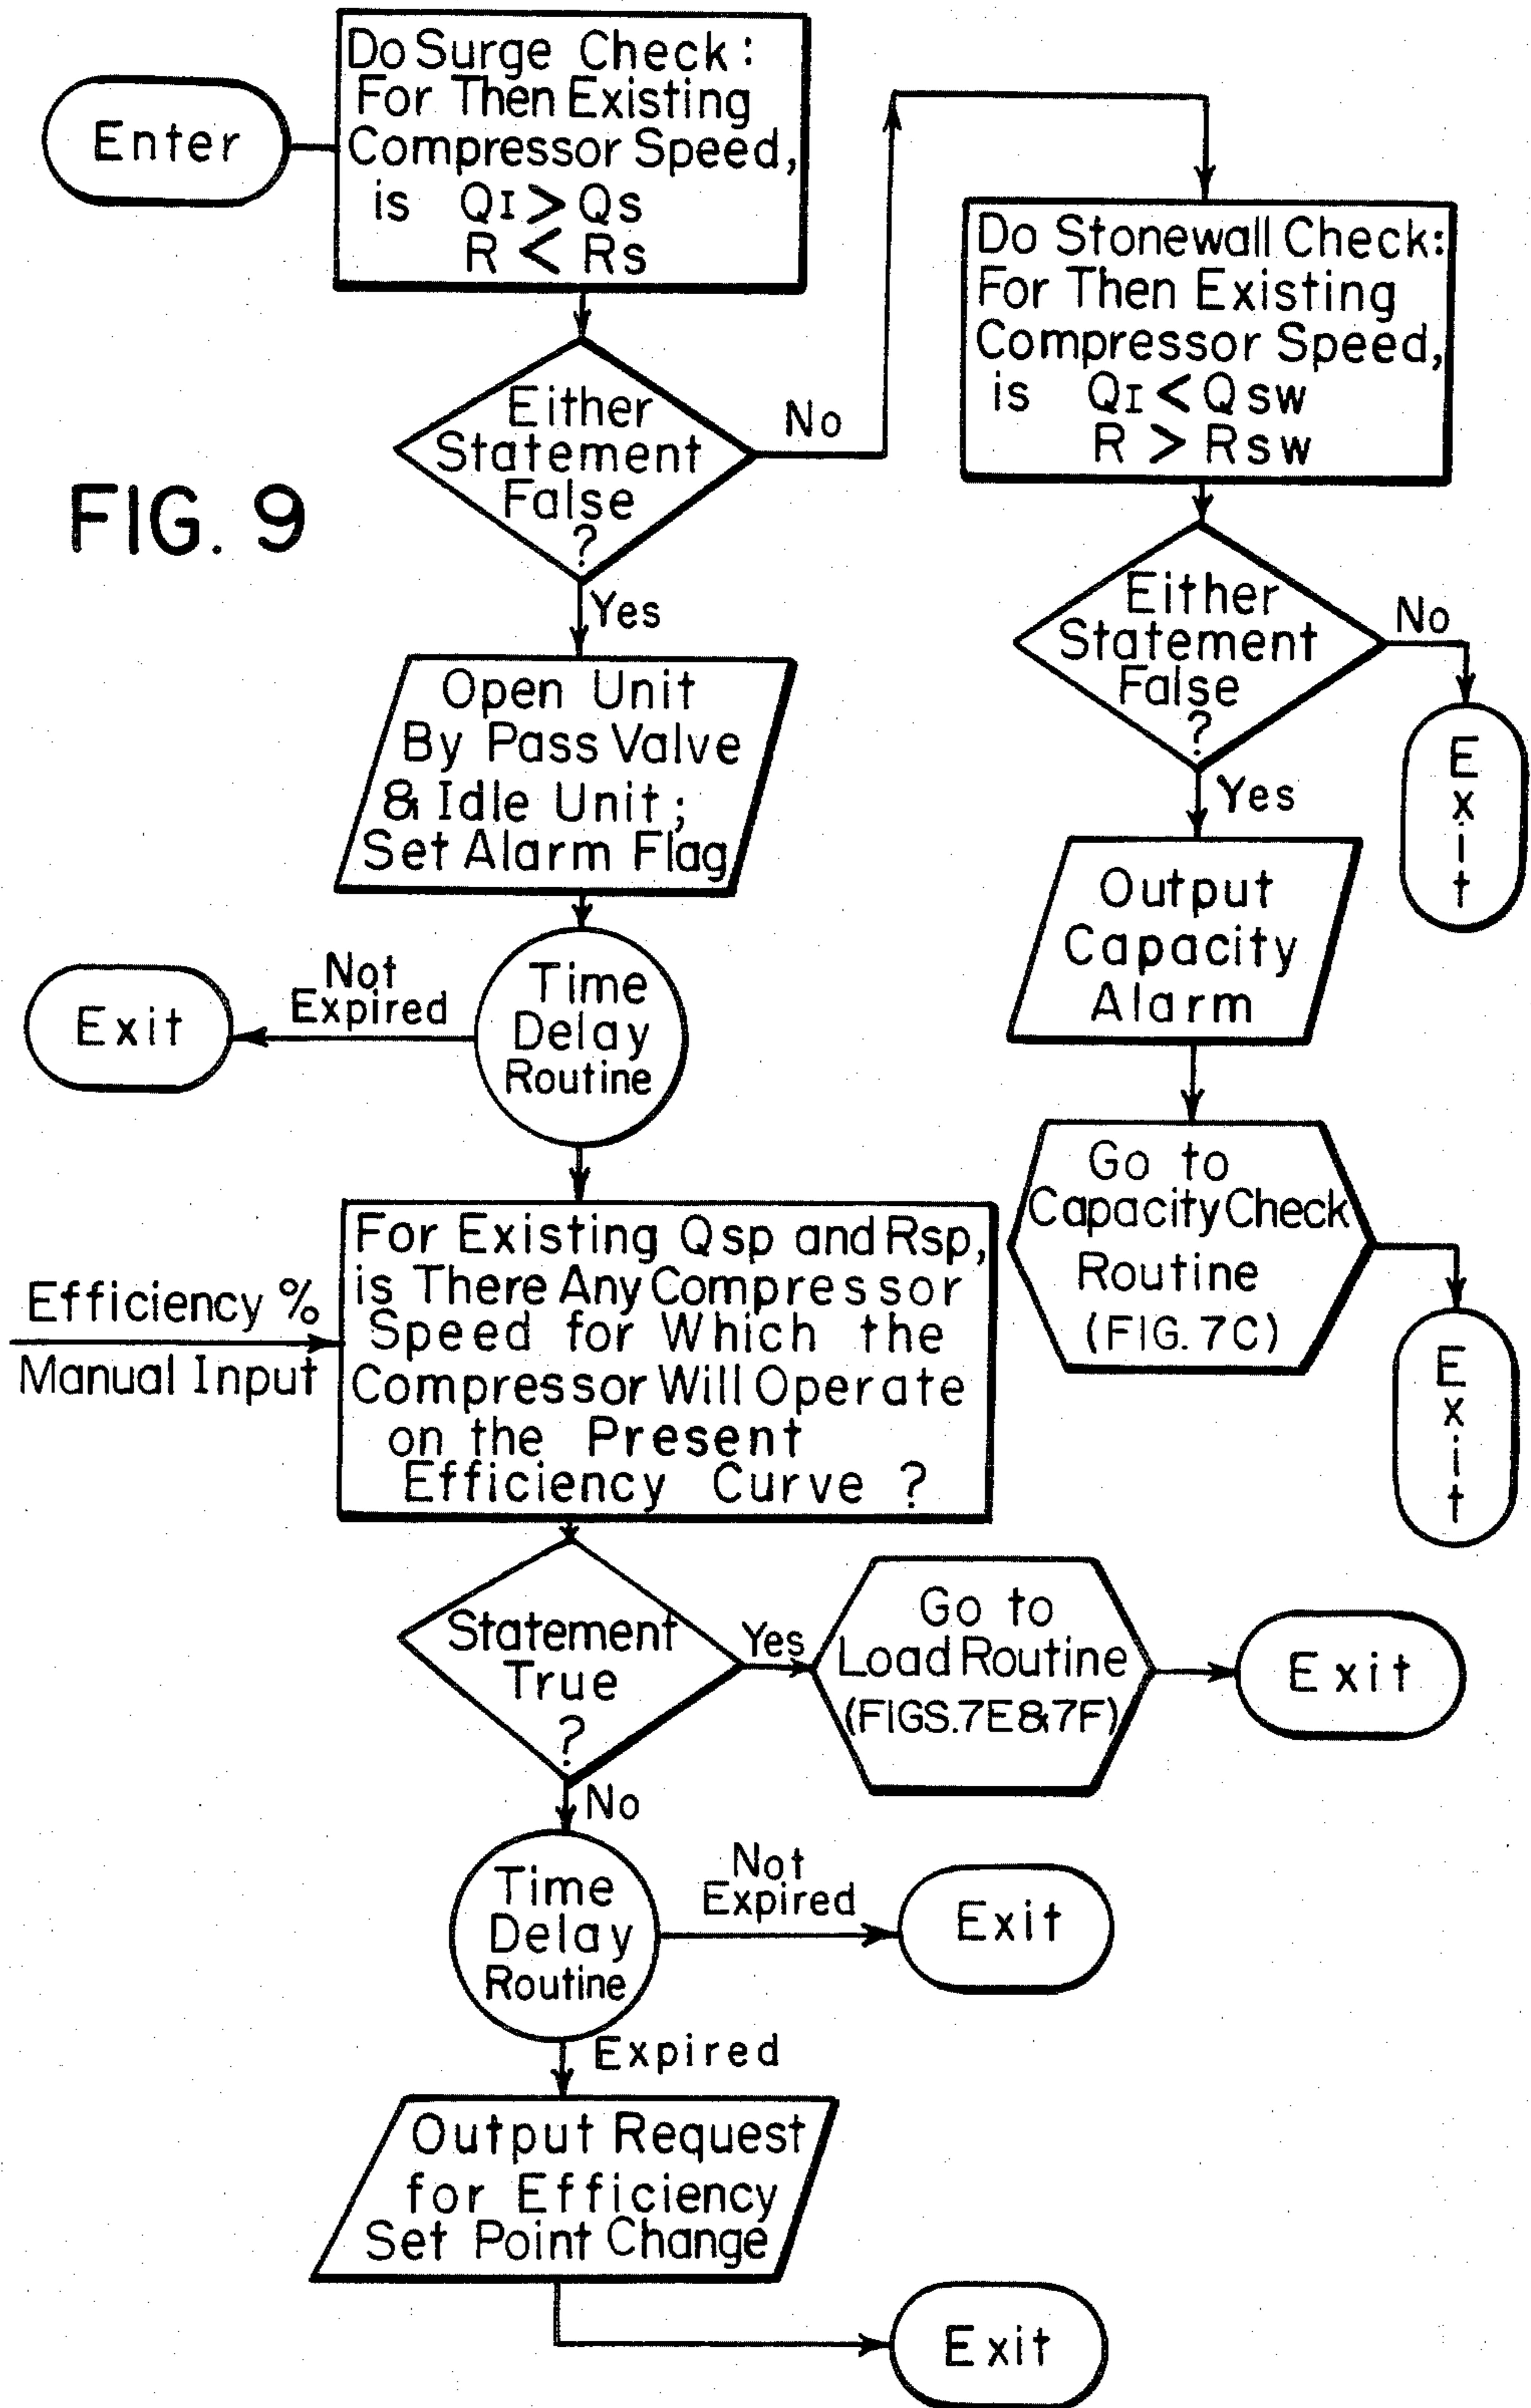 Enter
Do Surge Check:
For Then Existing
Compressor Speed,
is QI > Qs
R < Rs
Either
Statement
False
?
No
Yes
FIG. 9
Do Stonewall Check:
For Then Existing
Compressor Speed,
is QI < Qsw
R > Rsw
Either
Statement
False
?
No
Exit
Yes
Output
Capacity
Alarm
Go to
Capacity Check
Routine
(FIG. 7C)
Exit
Open Unit
By Pass Valve
& Idle Unit;
Set Alarm Flag
Time
Delay
Routine
Not
Expired
Exit
Efficiency %
Manual Input
For Existing Qsp and Rsp,
is There Any Compressor
Speed for Which the
Compressor Will Operate
on the Present
Efficiency Curve ?
Statement
True
?
Yes
Go to
Load Routine
(FIGS. 7E & 7F)
Exit
No
Time
Delay
Routine
Not
Expired
Exit
Expired
Output Request
for Efficiency
Set Point Change
Exit